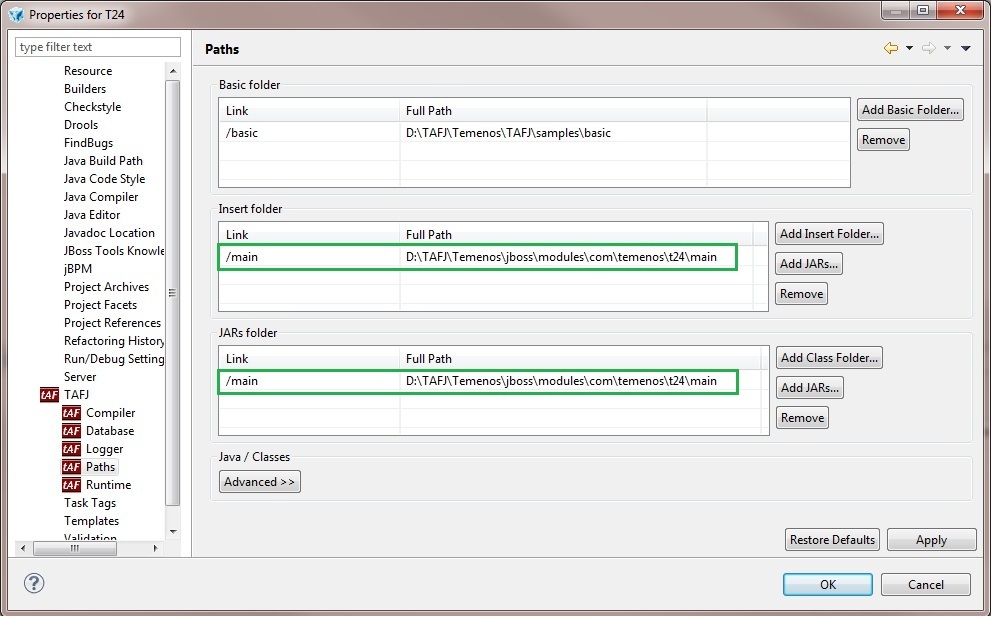 Properties for T24
type filter text
Resource
Builders
Checkstyle
Drools
FindBugs
Java Build Path
Java Code Style
Java Compiler
Java Editor
Javadoc Location
JBoss Tools Knowle
jBPM
Project Archives
Project Facets
Project References
Refactoring History
Run/Debug Setting
Server
tAF TAFJ
tAF Compiler
tAF Database
tAF Logger
tAF Paths
tAF Runtime
Task Tags
Templates
Validation
Paths
Basic folder
Link Full Path
/basic D:\TAFJ\Temenos\TAFJ\samples\basic
Add Basic Folder...
Remove
Insert folder
Link Full Path
/main D:\TAFJ\Temenos\jboss\modules\com\temenos\t24\main
Add Insert Folder...
Add JARs...
Remove
JARs folder
Link Full Path
/main D:\TAFJ\Temenos\jboss\modules\com\temenos\t24\main
Add Class Folder...
Add JARs...
Remove
Java / Classes
Advanced >>
Restore Defaults Apply
? OK Cancel